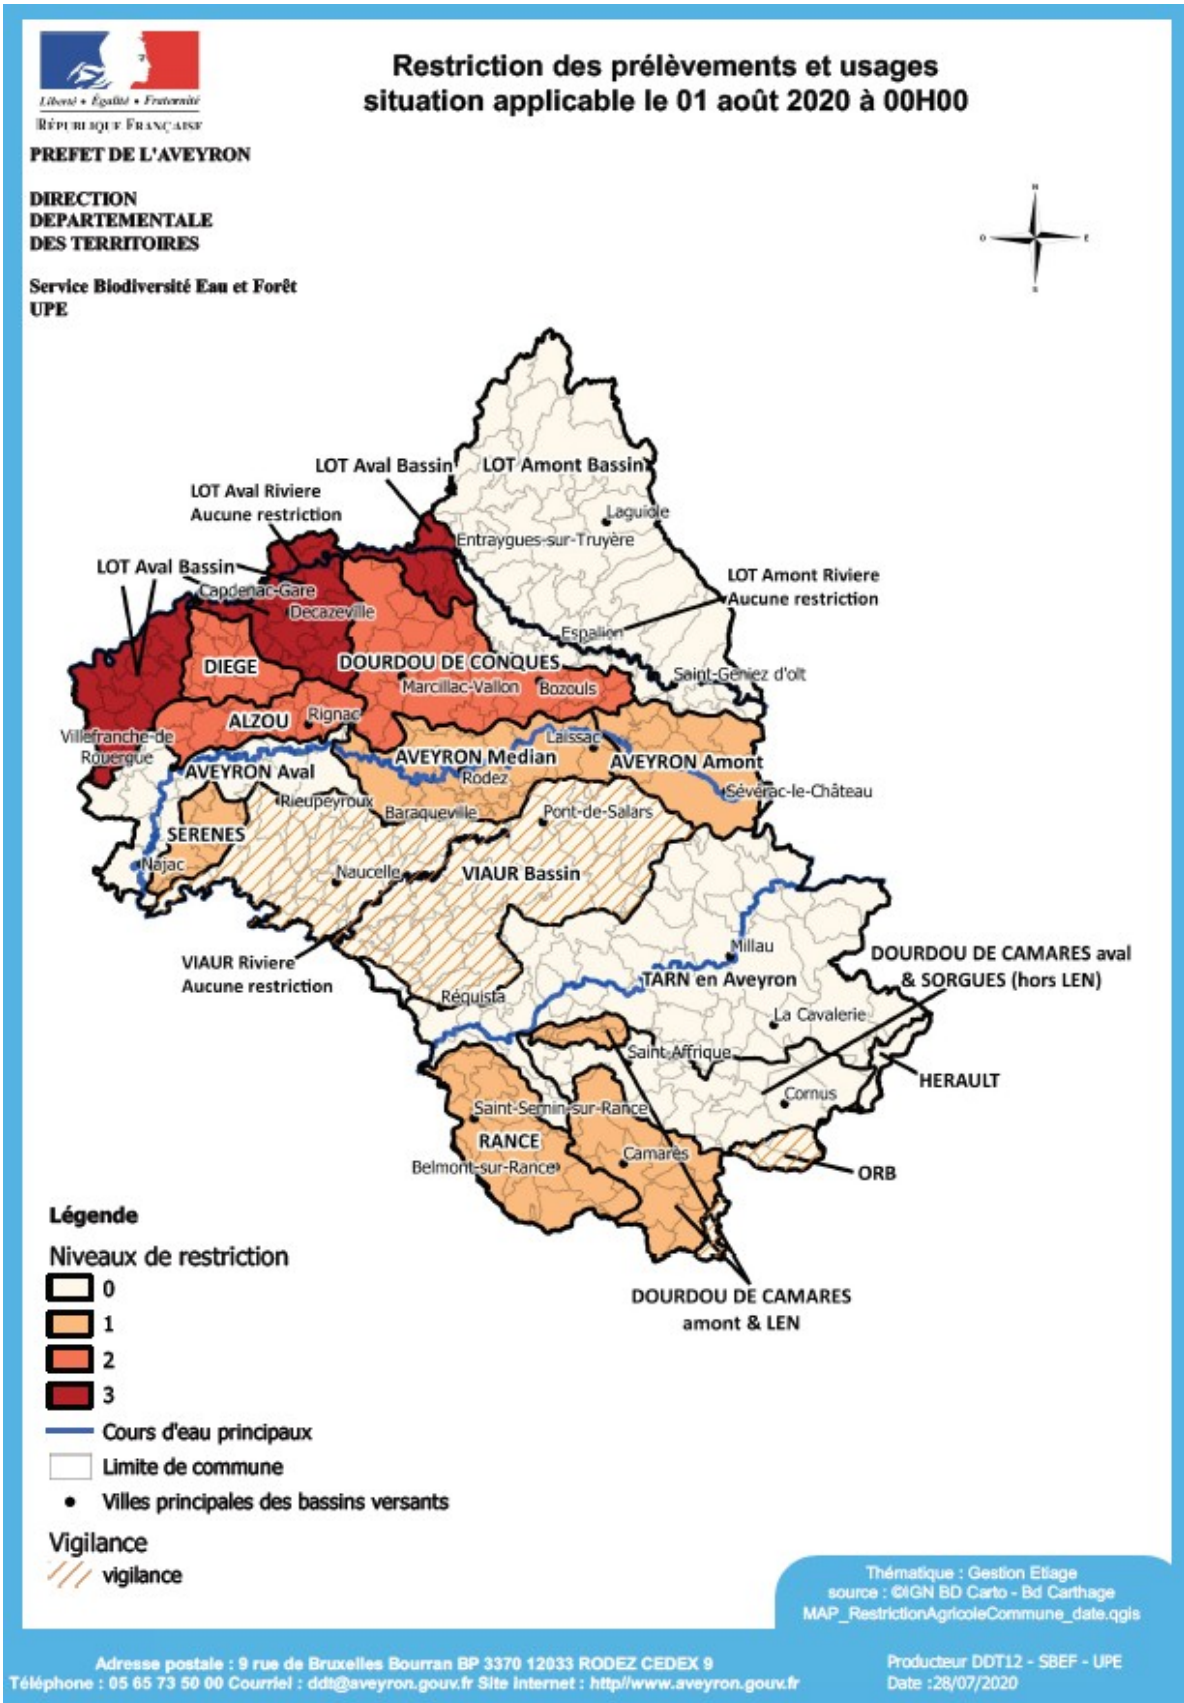 Liberté • Égalité • Fraternité
RÉPUBLIQUE FRANÇAISE
PREFET DE L'AVEYRON
DIRECTION
DEPARTEMENTALE
DES TERRITOIRES
Service Biodiversité Eau et Forêt
UPE
Restriction des prélèvements et usages
situation applicable le 01 août 2020 à 00H00
N
O
E
S
LOT Aval Bassin
LOT Amont Bassin
LOT Aval Riviere
Aucune restriction
Laguiole
Entraygues-sur-Truyère
LOT Aval Bassin
LOT Amont Riviere
Aucune restriction
Capdenac-Gare
Decazeville
Espalion
DIEGE
DOURDOU DE CONQUES
Saint-Géniez d'olt
Marcillac-Vallon
Bozouls
ALZOU
Rignac
Villefranche-de
Rouergue
Laissac
AVEYRON Median
AVEYRON Amont
AVEYRON Aval
Rodez
Sévérac-le-Château
Rieupeyroux
Baraqueville
Pont-de-Salars
SERENES
Najac
Naucelle
VIAUR Bassin
Millau
DOURDOU DE CAMARES aval
& SORGUES (hors LEN)
VIAUR Riviere
Aucune restriction
TARN en Aveyron
Réquista
La Cavalerie
Saint-Affrique
HERAULT
Cornus
Saint-Sernin-sur-Rance
RANCE
Camarès
Belmont-sur-Rance
ORB
DOURDOU DE CAMARES
amont & LEN
Légende
Niveaux de restriction
0
1
2
3
Cours d'eau principaux
Limite de commune
Villes principales des bassins versants
Vigilance
vigilance
Thématique : Gestion Etiage
source : ©IGN BD Carto - Bd Carthage
MAP_RestrictionAgricoleCommune_date.qgis
Adresse postale : 9 rue de Bruxelles Bourran BP 3370 12033 RODEZ CEDEX 9
Téléphone : 05 65 73 50 00 Courriel : ddt@aveyron.gouv.fr Site Internet : http//www.aveyron.gouv.fr
Producteur DDT12 - SBEF - UPE
Date :28/07/2020